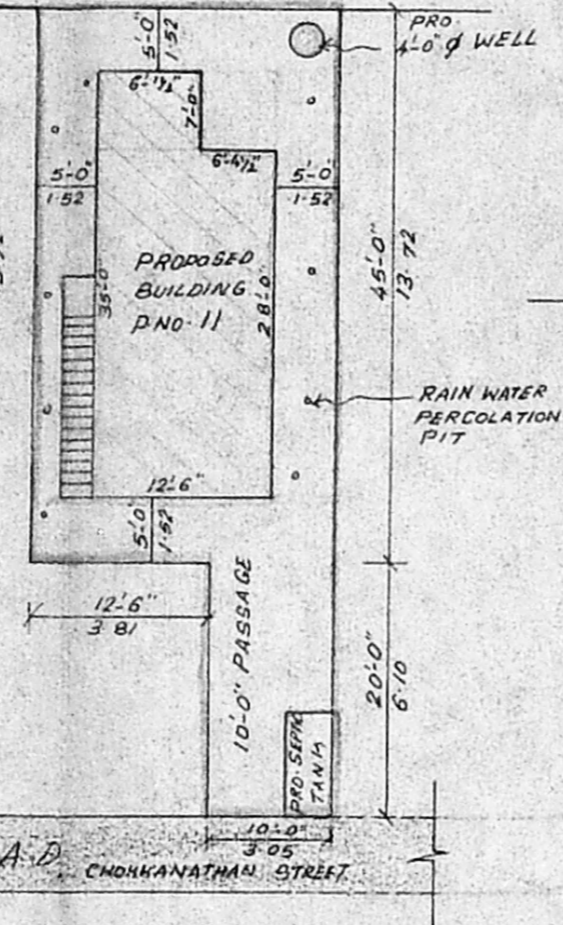 PRO.
4'-0" ϕ WELL
5'-0"
1·52
6'-1½"
7'-0"
6'-4½"
5'-0"
1·52
5'-0"
1·52
PROPOSED
BUILDING
P.NO·11
35'-0"
28'-0"
45'-0"
13·72
RAIN WATER
PERCOLATION
PIT
12'-6"
5'-0"
1·52
12'-6"
3·81
10'-0" PASSAGE
20'-0"
6·10
PRO.SEPTIC
TANK
10'-0"
3·05
CHOKKANATHAN STREET